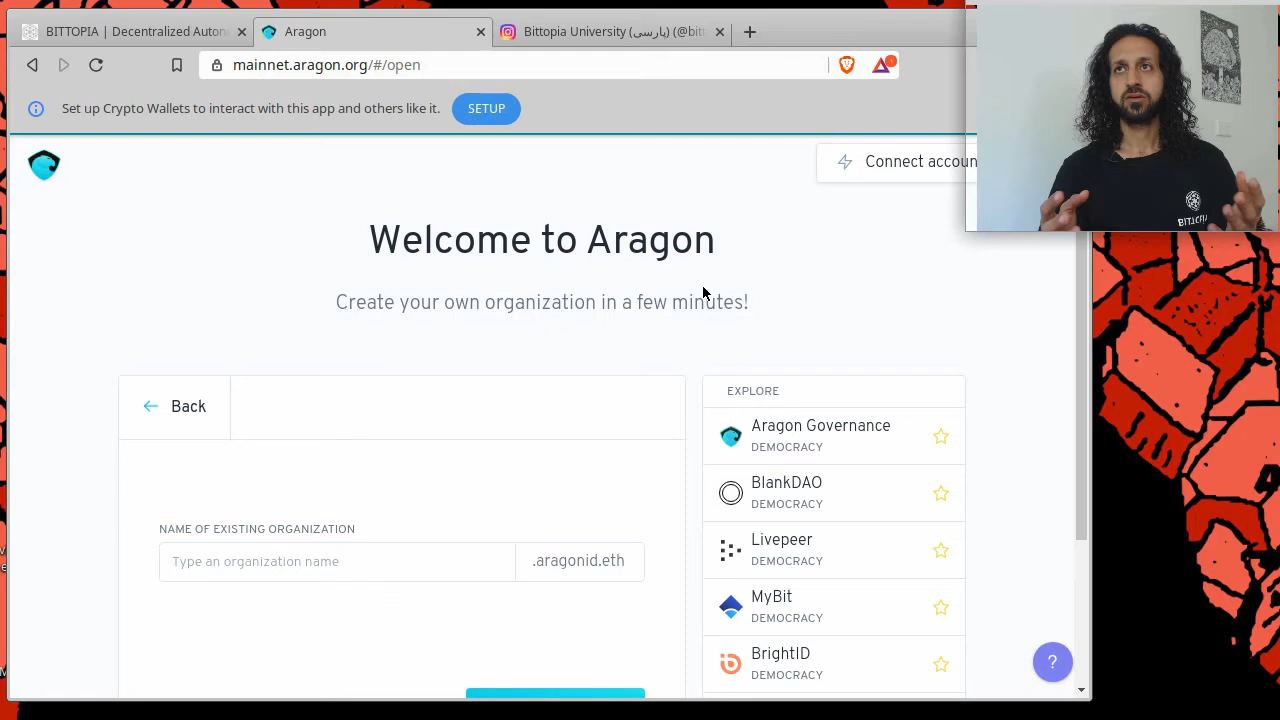 BITTOPIA | Decentralized Auton
Aragon
Bittopia University (پارسی) (@bitt
mainnet.aragon.org/#/open
1
Set up Crypto Wallets to interact with this app and others like it.
SETUP
Connect accoun
BITTOPIA
Welcome to Aragon
Create your own organization in a few minutes!
Back
NAME OF EXISTING ORGANIZATION
Type an organization name
.aragonid.eth
EXPLORE
Aragon Governance
DEMOCRACY
BlankDAO
DEMOCRACY
Livepeer
DEMOCRACY
MyBit
DEMOCRACY
BrightID
DEMOCRACY
?